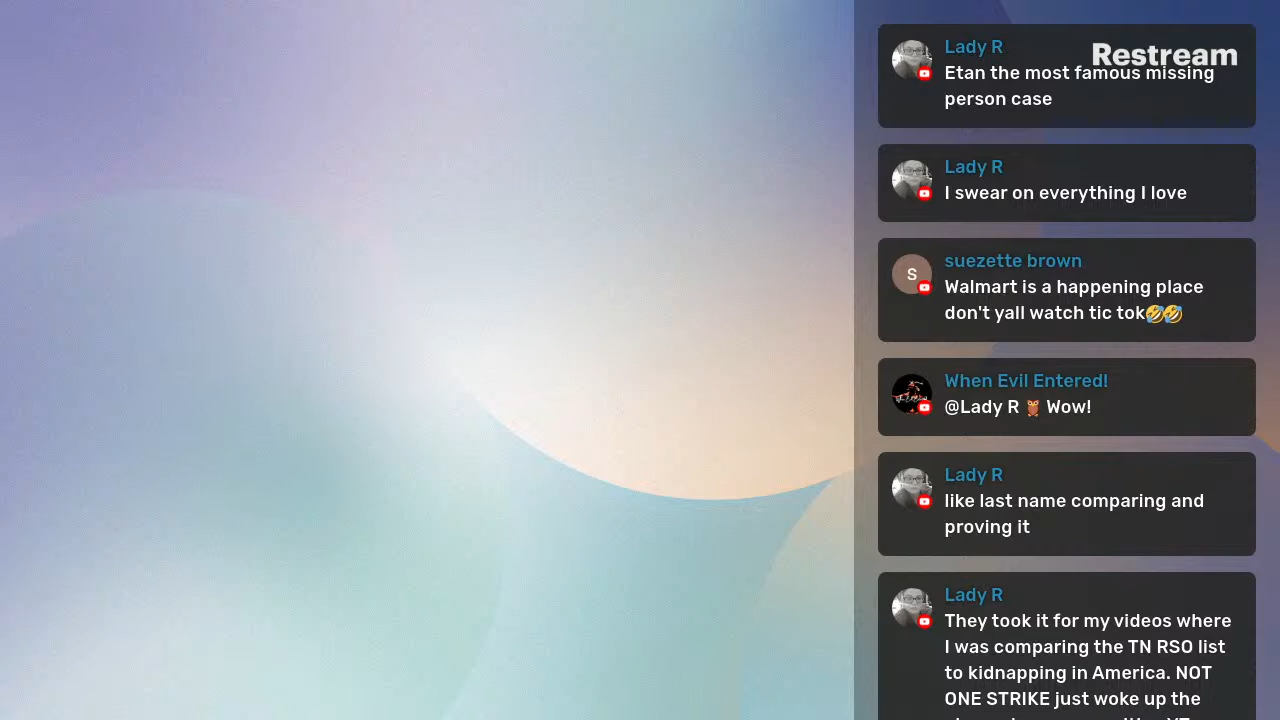 Restream
Lady R
Etan the most famous missing
person case
Lady R
I swear on everything I love
S
suezette brown
Walmart is a happening place
don't yall watch tic tok🤣🤣
When Evil Entered!
@Lady R 🦉 Wow!
Lady R
like last name comparing and
proving it
Lady R
They took it for my videos where
I was comparing the TN RSO list
to kidnapping in America. NOT
ONE STRIKE just woke up the